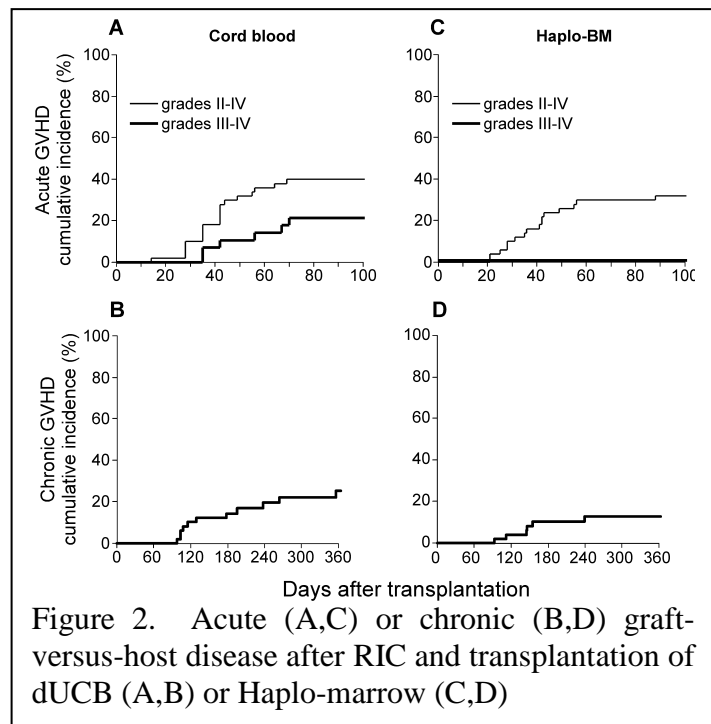 A
Cord blood
Acute GVHD
cumulative incidence (%)
100
80
60
40
20
0
grades II-IV
grades III-IV
0 20 40 60 80 100
C
Haplo-BM
100
80
60
40
20
0
grades II-IV
grades III-IV
0 20 40 60 80 100
B
Chronic GVHD
cumulative incidence (%)
100
80
60
40
20
0
0 60 120 180 240 300 360
D
100
80
60
40
20
0
0 60 120 180 240 300 360
Days after transplantation
Figure 2. Acute (A,C) or chronic (B,D) graft-
versus-host disease after RIC and transplantation of
dUCB (A,B) or Haplo-marrow (C,D)